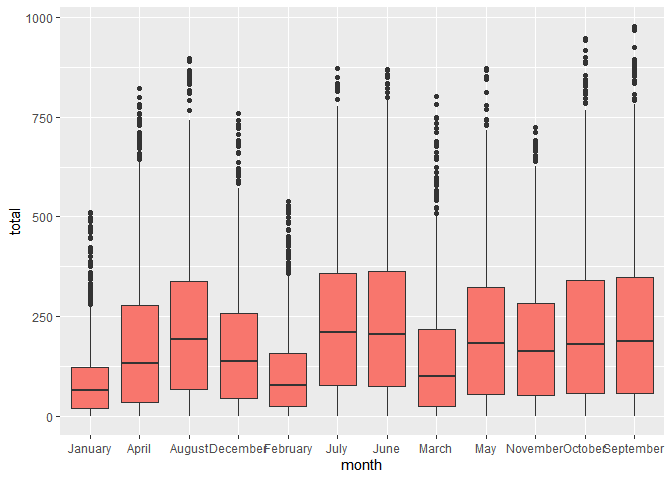 1000
750
500
250
0
total
January April August December February July June March May November October September
month